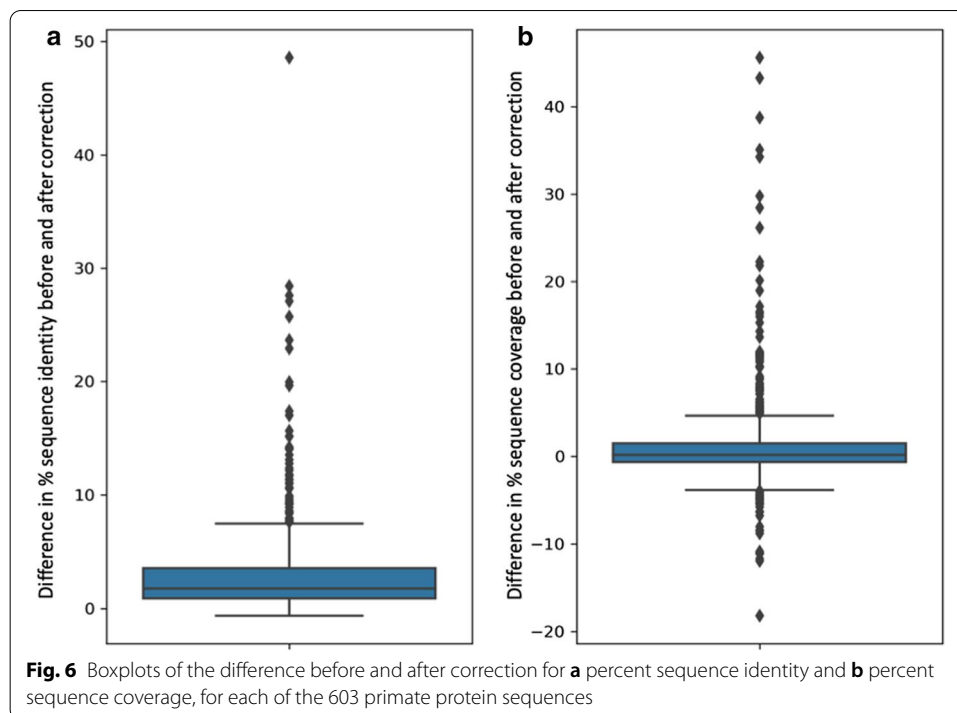 a
Difference in % sequence identity before and after correction
50
40
30
20
10
0
b
Difference in % sequence coverage before and after correction
40
30
20
10
0
−10
−20
Fig. 6 Boxplots of the difference before and after correction for a percent sequence identity and b percent
sequence coverage, for each of the 603 primate protein sequences